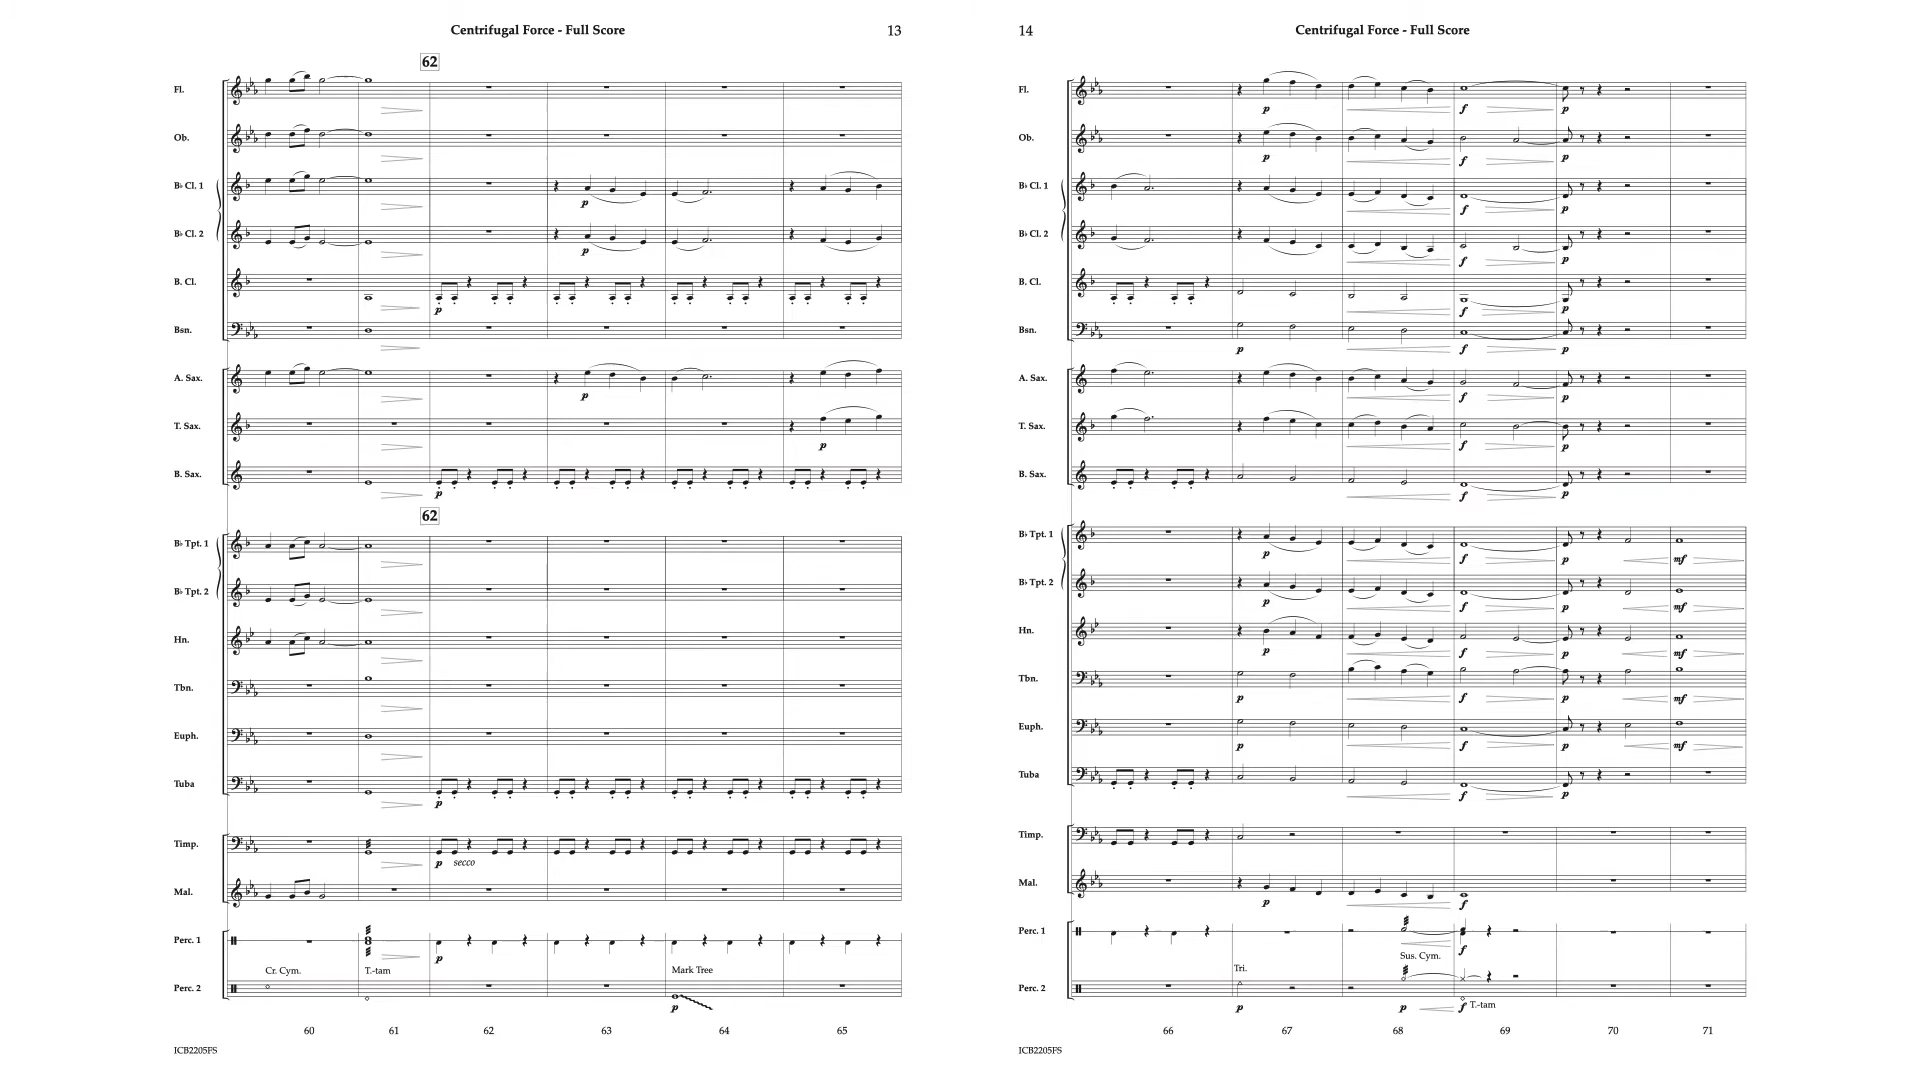 Centrifugal Force - Full Score
13
62
Fl.
Ob.
B♭ Cl. 1
p
B♭ Cl. 2
p
B. Cl.
p
Bsn.
A. Sax.
p
T. Sax.
p
B. Sax.
p
62
B♭ Tpt. 1
B♭ Tpt. 2
Hn.
Tbn.
Euph.
Tuba
p
Timp.
p secco
Mal.
Perc. 1
p
Cr. Cym. T.-tam Mark Tree
Perc. 2
p
60 61 62 63 64 65
ICB2205FS
14
Centrifugal Force - Full Score
Fl.
p f p
Ob.
p f p
B♭ Cl. 1
p f p
B♭ Cl. 2
p f p
B. Cl.
f p
Bsn.
p f p
A. Sax.
p f p
T. Sax.
p f p
B. Sax.
f p
B♭ Tpt. 1
p f p mf
B♭ Tpt. 2
p f p mf
Hn.
p f p mf
Tbn.
p f p mf
Euph.
p f p mf
Tuba
f p
Timp.
Mal.
p f
Perc. 1
f
Sus. Cym.
Tri.
Perc. 2
p p f T.-tam
66 67 68 69 70 71
ICB2205FS